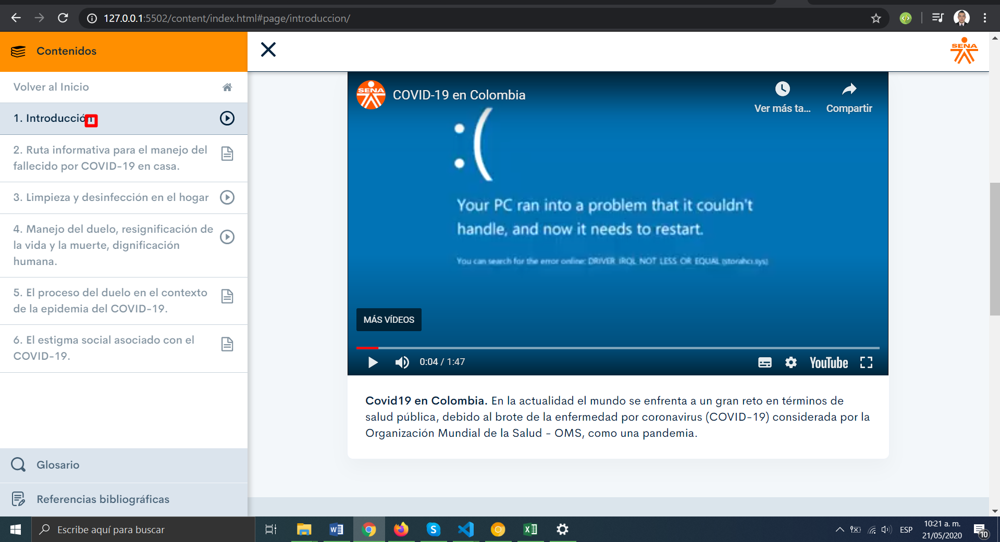 127.0.0.1:5502/content/index.html#page/introduccion/
Contenidos
SENA
Volver al Inicio
1. Introducción
2. Ruta informativa para el manejo del
fallecido por COVID-19 en casa.
3. Limpieza y desinfección en el hogar
4. Manejo del duelo, resignificación de
la vida y la muerte, dignificación
humana.
5. El proceso del duelo en el contexto
de la epidemia del COVID-19.
6. El estigma social asociado con el
COVID-19.
Glosario
Referencias bibliográficas
SENA
COVID-19 en Colombia
Ver más ta...
Compartir
:(
Your PC ran into a problem that it couldn't
handle, and now it needs to restart.
You can search for the error online: DRIVER_IRQL_NOT_LESS_OR_EQUAL (storahci.sys)
MÁS VÍDEOS
0:04 / 1:47
YouTube
Covid19 en Colombia. En la actualidad el mundo se enfrenta a un gran reto en términos de
salud pública, debido al brote de la enfermedad por coronavirus (COVID-19) considerada por la
Organización Mundial de la Salud - OMS, como una pandemia.
Escribe aquí para buscar
ESP
10:21 a. m.
21/05/2020
10